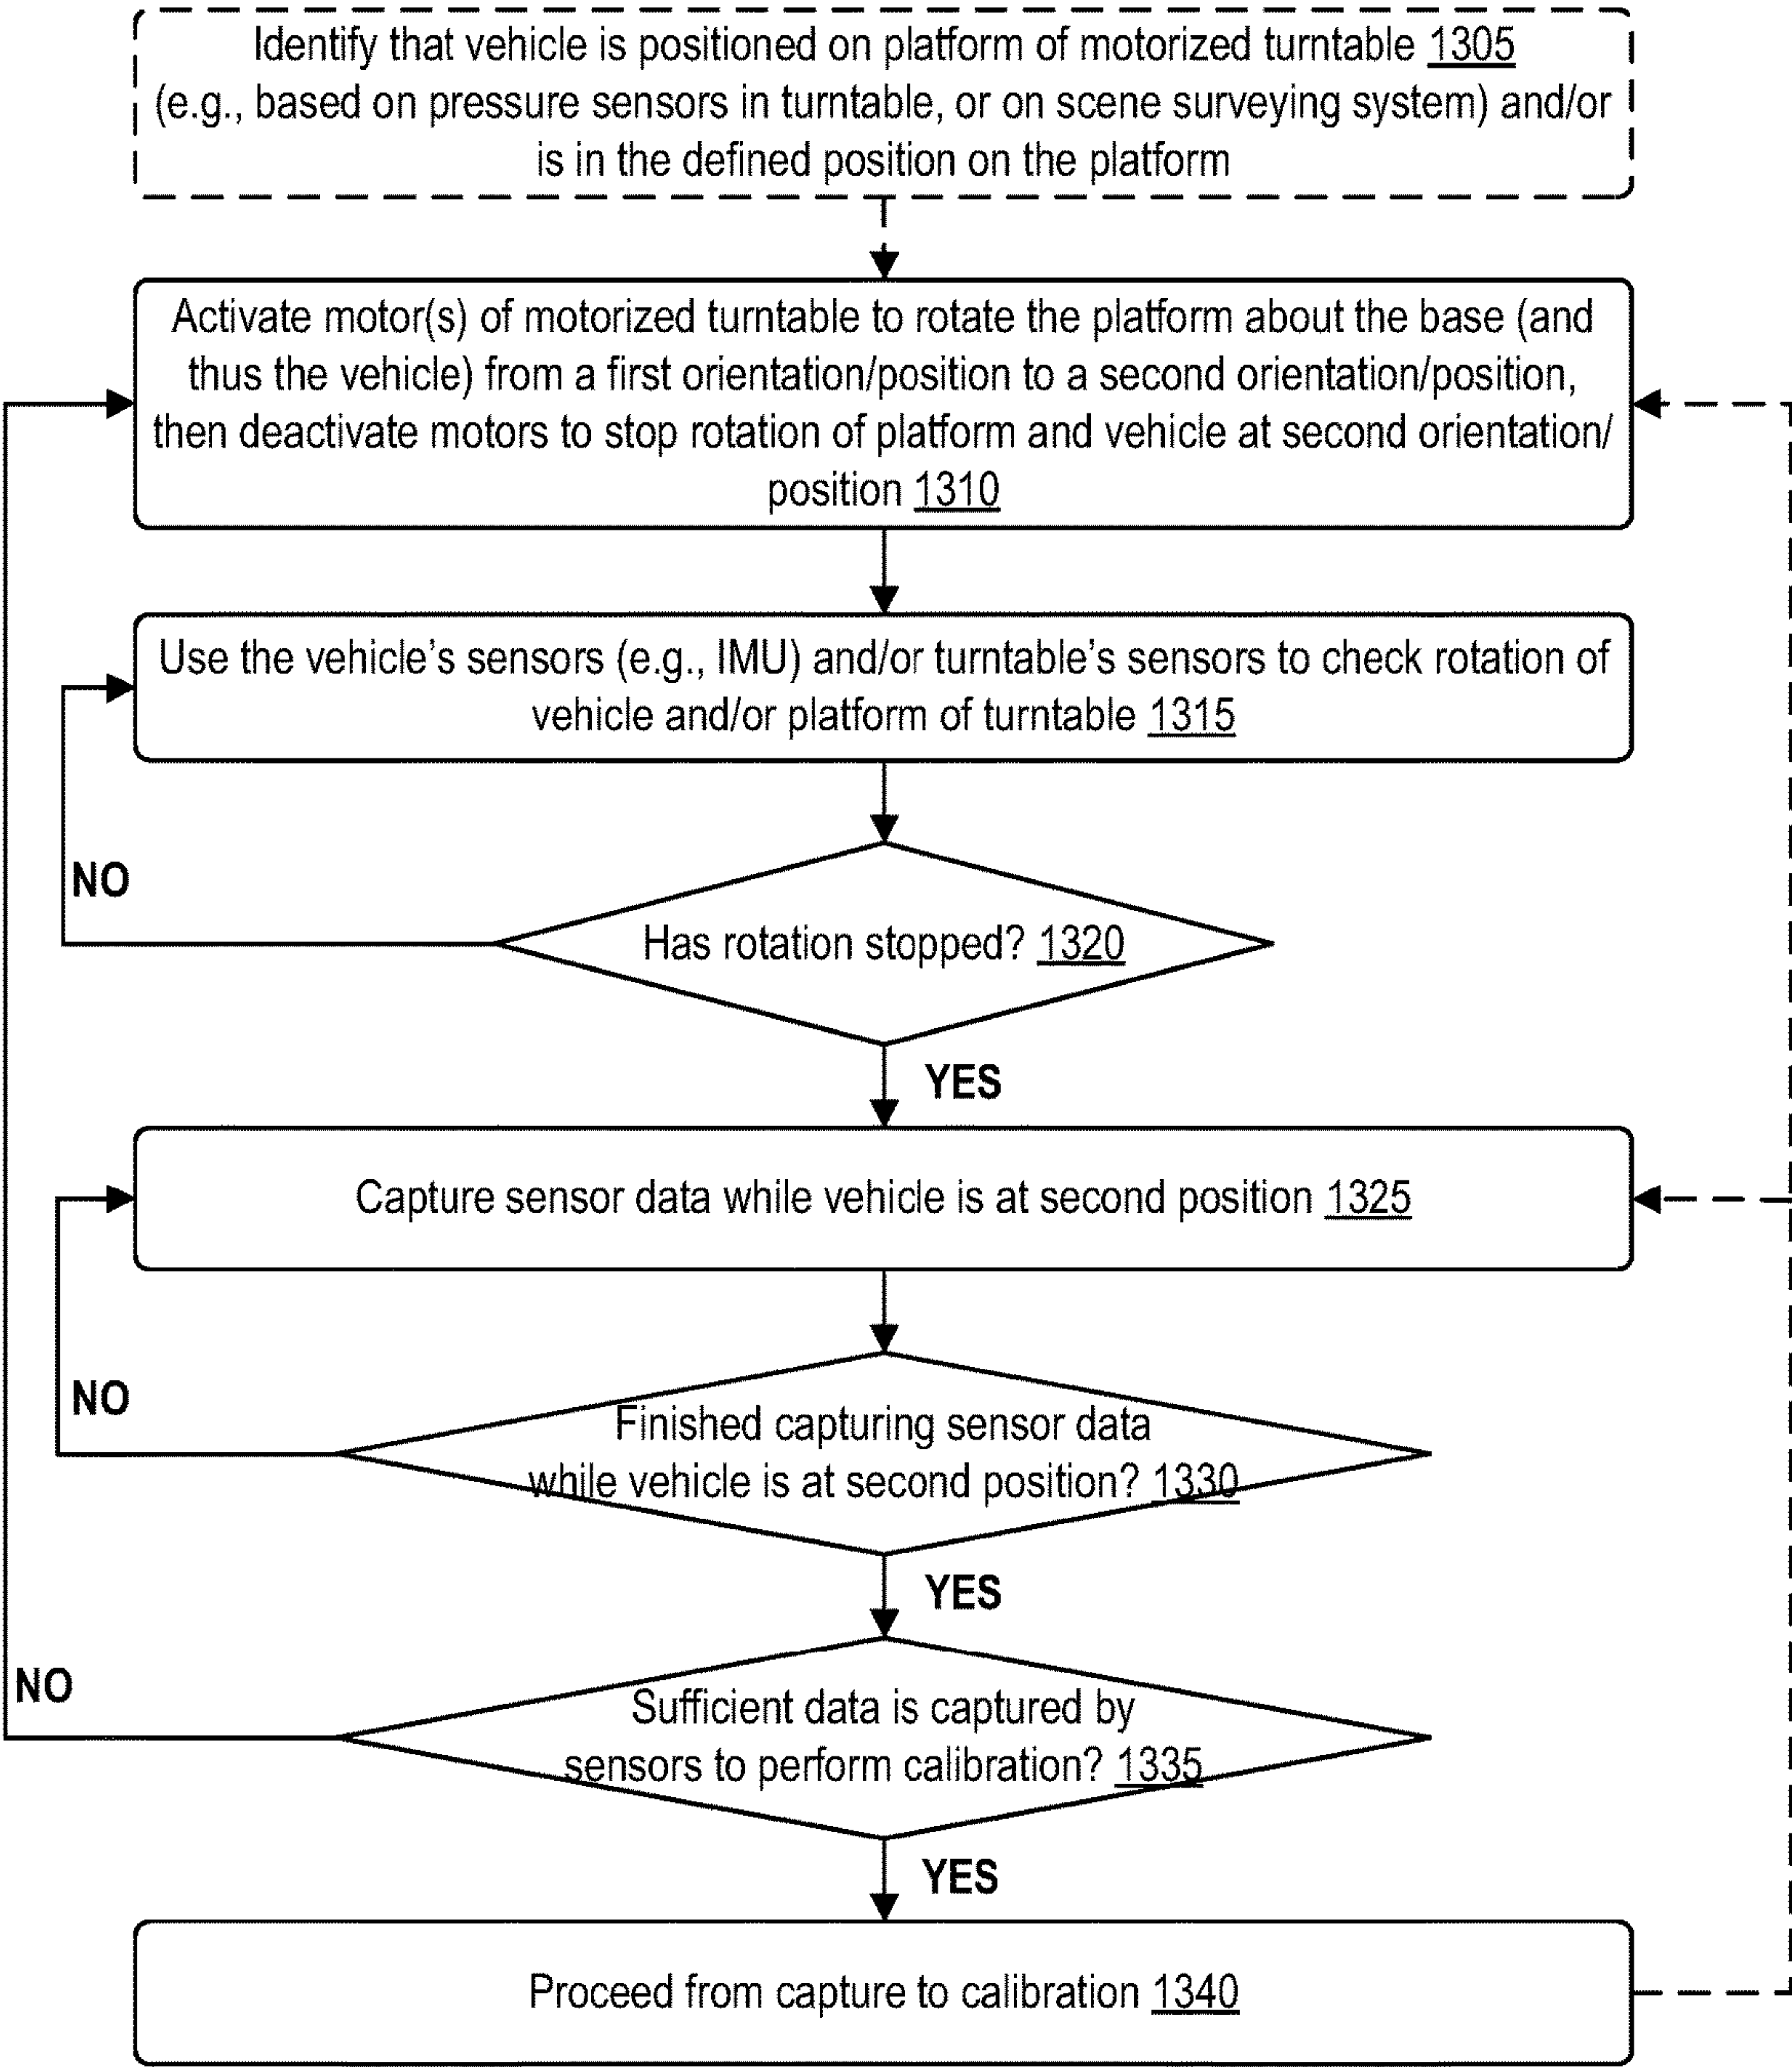 Identify that vehicle is positioned on platform of motorized turntable 1305
(e.g., based on pressure sensors in turntable, or on scene surveying system) and/or
is in the defined position on the platform
Activate motor(s) of motorized turntable to rotate the platform about the base (and
thus the vehicle) from a first orientation/position to a second orientation/position,
then deactivate motors to stop rotation of platform and vehicle at second orientation/
position 1310
Use the vehicle's sensors (e.g., IMU) and/or turntable's sensors to check rotation of
vehicle and/or platform of turntable 1315
NO
Has rotation stopped? 1320
YES
Capture sensor data while vehicle is at second position 1325
NO
Finished capturing sensor data
while vehicle is at second position? 1330
YES
NO
Sufficient data is captured by
sensors to perform calibration? 1335
YES
Proceed from capture to calibration 1340